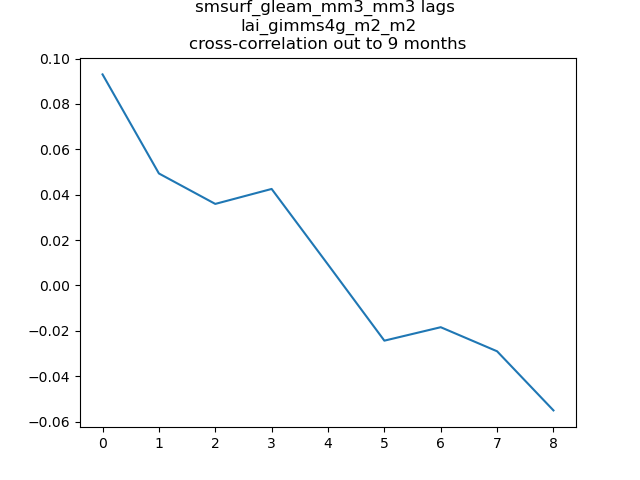 smsurf_gleam_mm3_mm3 lags
lai_gimms4g_m2_m2
cross-correlation out to 9 months
0.10
0.08
0.06
0.04
0.02
0.00
−0.02
−0.04
−0.06
0 1 2 3 4 5 6 7 8